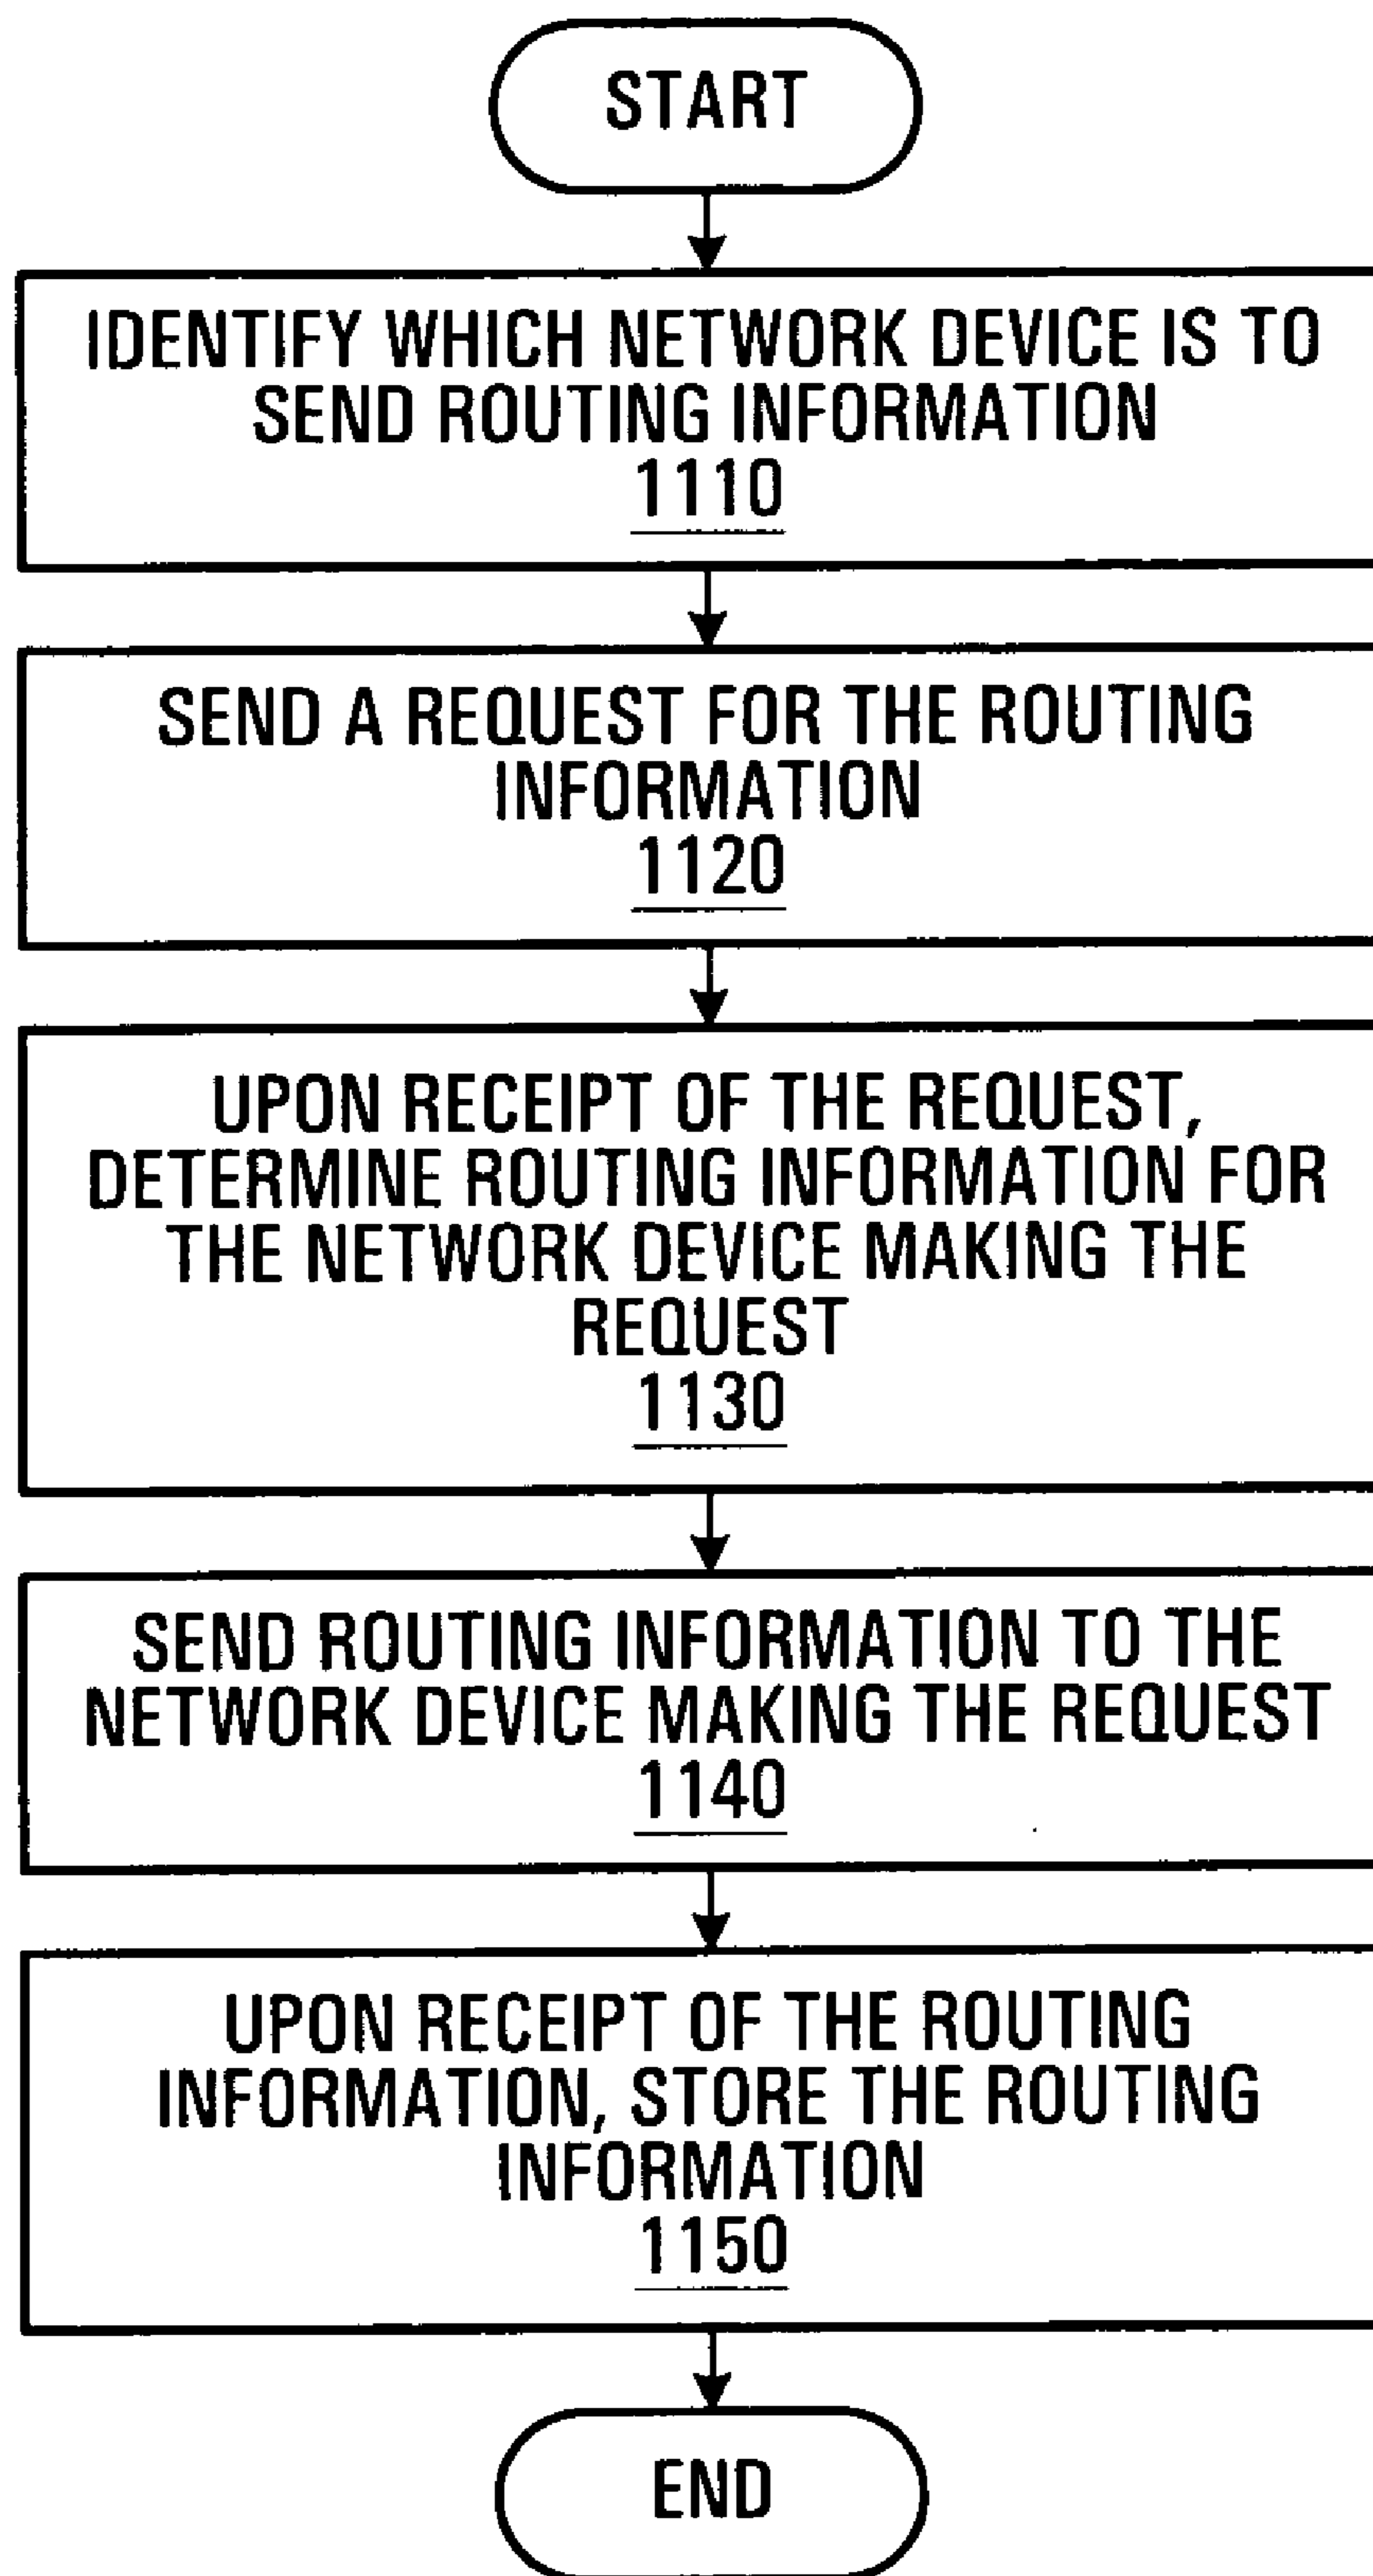 START
IDENTIFY WHICH NETWORK DEVICE IS TO
SEND ROUTING INFORMATION
1110
SEND A REQUEST FOR THE ROUTING
INFORMATION
1120
UPON RECEIPT OF THE REQUEST,
DETERMINE ROUTING INFORMATION FOR
THE NETWORK DEVICE MAKING THE
REQUEST
1130
SEND ROUTING INFORMATION TO THE
NETWORK DEVICE MAKING THE REQUEST
1140
UPON RECEIPT OF THE ROUTING
INFORMATION, STORE THE ROUTING
INFORMATION
1150
END